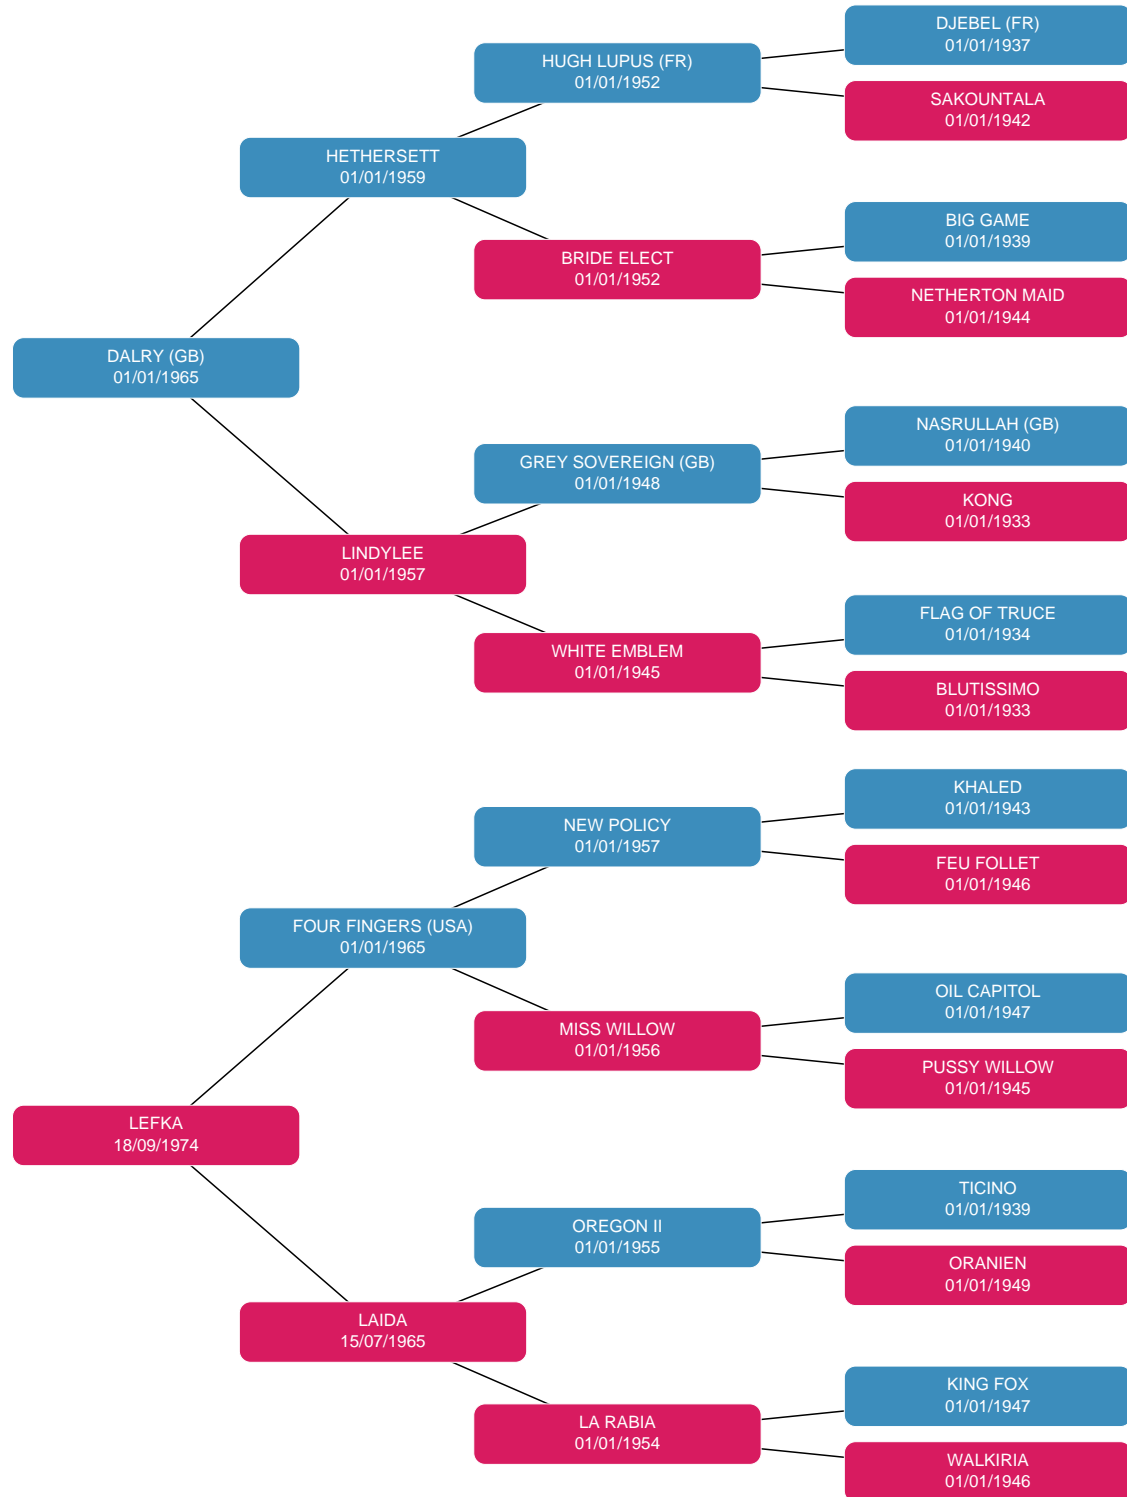 DJEBEL (FR)
01/01/1937
HUGH LUPUS (FR)
01/01/1952
SAKOUNTALA
01/01/1942
HETHERSETT
01/01/1959
BIG GAME
01/01/1939
BRIDE ELECT
01/01/1952
NETHERTON MAID
01/01/1944
DALRY (GB)
01/01/1965
NASRULLAH (GB)
01/01/1940
GREY SOVEREIGN (GB)
01/01/1948
KONG
01/01/1933
LINDYLEE
01/01/1957
FLAG OF TRUCE
01/01/1934
WHITE EMBLEM
01/01/1945
BLUTISSIMO
01/01/1933
KHALED
01/01/1943
NEW POLICY
01/01/1957
FEU FOLLET
01/01/1946
FOUR FINGERS (USA)
01/01/1965
OIL CAPITOL
01/01/1947
MISS WILLOW
01/01/1956
PUSSY WILLOW
01/01/1945
LEFKA
18/09/1974
TICINO
01/01/1939
OREGON II
01/01/1955
ORANIEN
01/01/1949
LAIDA
15/07/1965
KING FOX
01/01/1947
LA RABIA
01/01/1954
WALKIRIA
01/01/1946